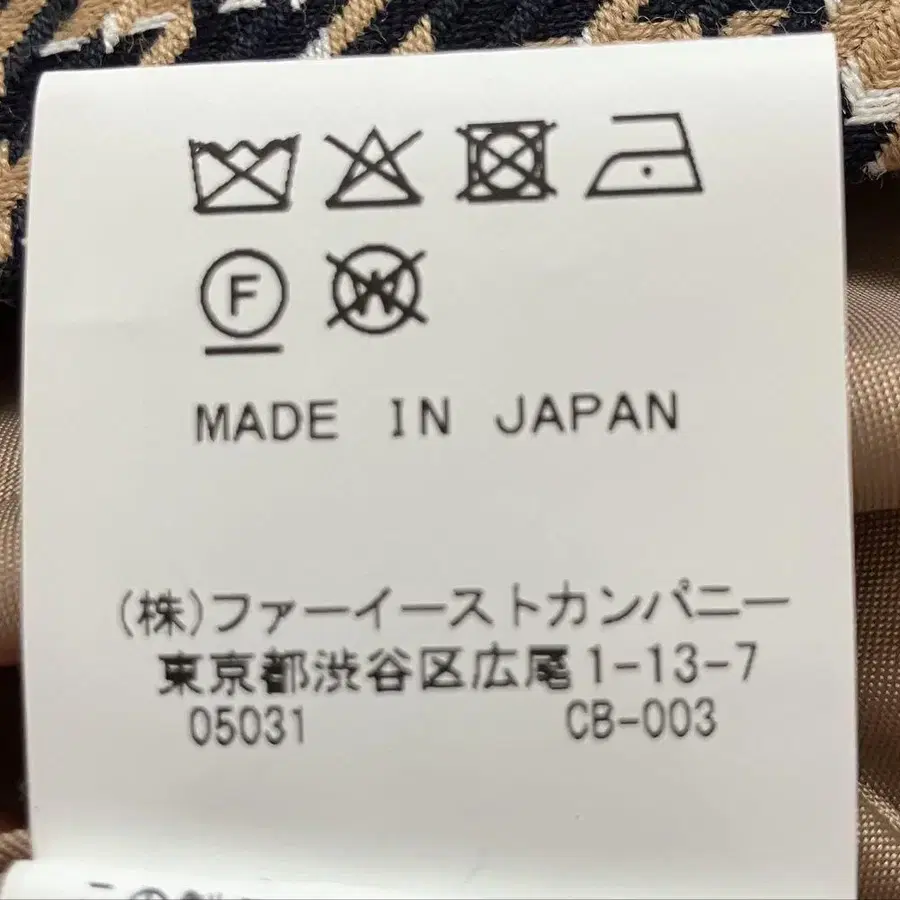 F W
MADE IN JAPAN
(株)ファーイーストカンパニー
東京都渋谷区広尾1-13-7
05031 CB-003